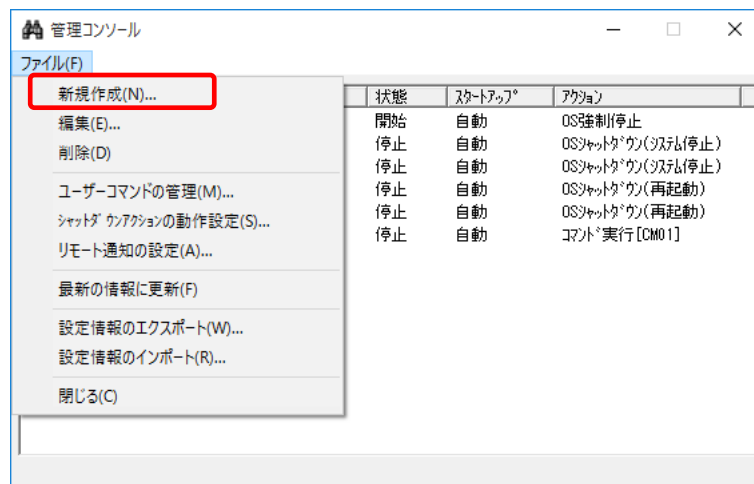 管理コンソール
ファイル(F)
新規作成(N)...
編集(E)...
削除(D)
ユーザーコマンドの管理(M)...
ｼｬｯﾄﾀﾞｳﾝｱｸｼｮﾝの動作設定(S)...
リモート通知の設定(A)...
最新の情報に更新(F)
設定情報のエクスポート(W)...
設定情報のインポート(R)...
閉じる(C)
状態 ｽﾀｰﾄｱｯﾌﾟ ｱｸｼｮﾝ
開始 自動 OS強制停止
停止 自動 OSｼｬｯﾄﾀﾞｳﾝ(ｼｽﾃﾑ停止)
停止 自動 OSｼｬｯﾄﾀﾞｳﾝ(ｼｽﾃﾑ停止)
停止 自動 OSｼｬｯﾄﾀﾞｳﾝ(再起動)
停止 自動 OSｼｬｯﾄﾀﾞｳﾝ(再起動)
停止 自動 ｺﾏﾝﾄﾞ実行[CM01]